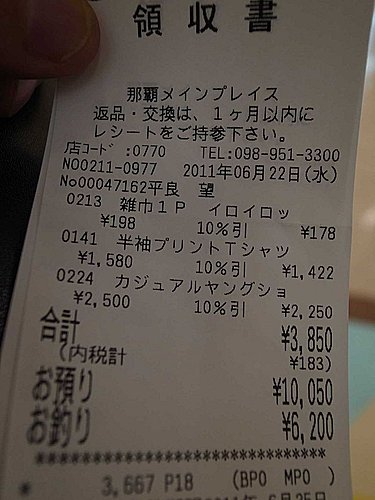 領収書
那覇メインプレイス
返品・交換は、1ヶ月以内に
レシートをご持参下さい。
店コード:0770 TEL:098-951-3300
NO0211-0977 2011年06月22日(水)
No00047162平良 望
0213 雑巾1P イロイロッ
¥198 10%引 ¥178
0141 半袖プリントTシャツ
¥1,580 10%引 ¥1,422
0224 カジュアルヤングショ
¥2,500 10%引 ¥2,250
合計 ¥3,850
(内税計 ¥183)
お預り ¥10,050
お釣り ¥6,200
******************************
* 3,667 P18 (BP0 MP0 )